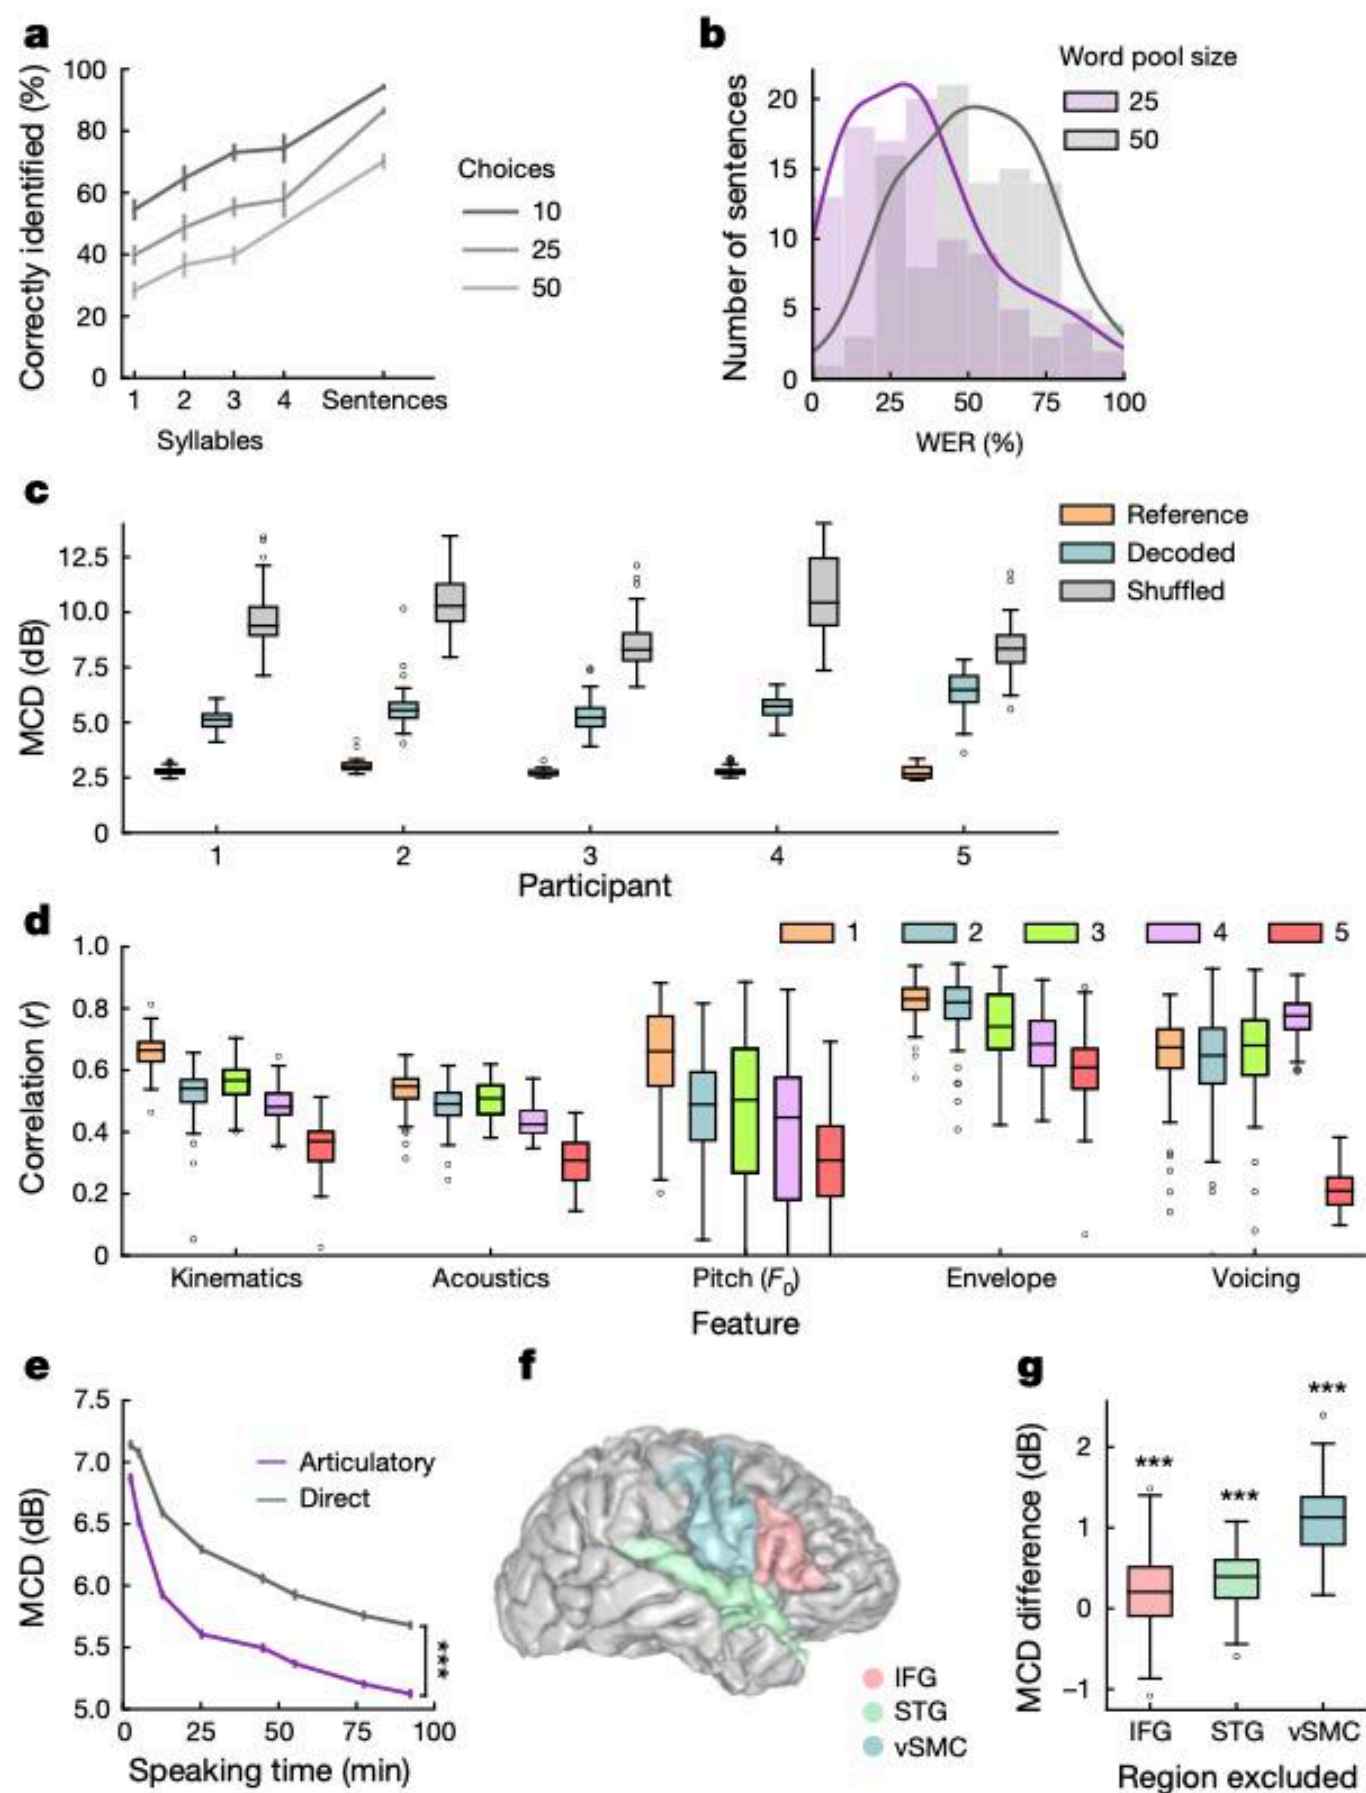 a
Correctly identified (%)
100
80
60
40
20
0
1 2 3 4 Sentences
Syllables
Choices
10
25
50
b
Number of sentences
20
15
10
5
0
0 25 50 75 100
WER (%)
Word pool size
25
50
c
MCD (dB)
12.5
10.0
7.5
5.0
2.5
0
1 2 3 4 5
Participant
Reference
Decoded
Shuffled
d
1 2 3 4 5
Correlation (r)
1.0
0.8
0.6
0.4
0.2
0
Kinematics Acoustics Pitch (F0) Envelope Voicing
Feature
e
MCD (dB)
7.5
7.0
6.5
6.0
5.5
5.0
0 25 50 75 100
Speaking time (min)
Articulatory
Direct
***
f
IFG
STG
vSMC
g
MCD difference (dB)
2
1
0
–1
*** *** ***
IFG STG vSMC
Region excluded